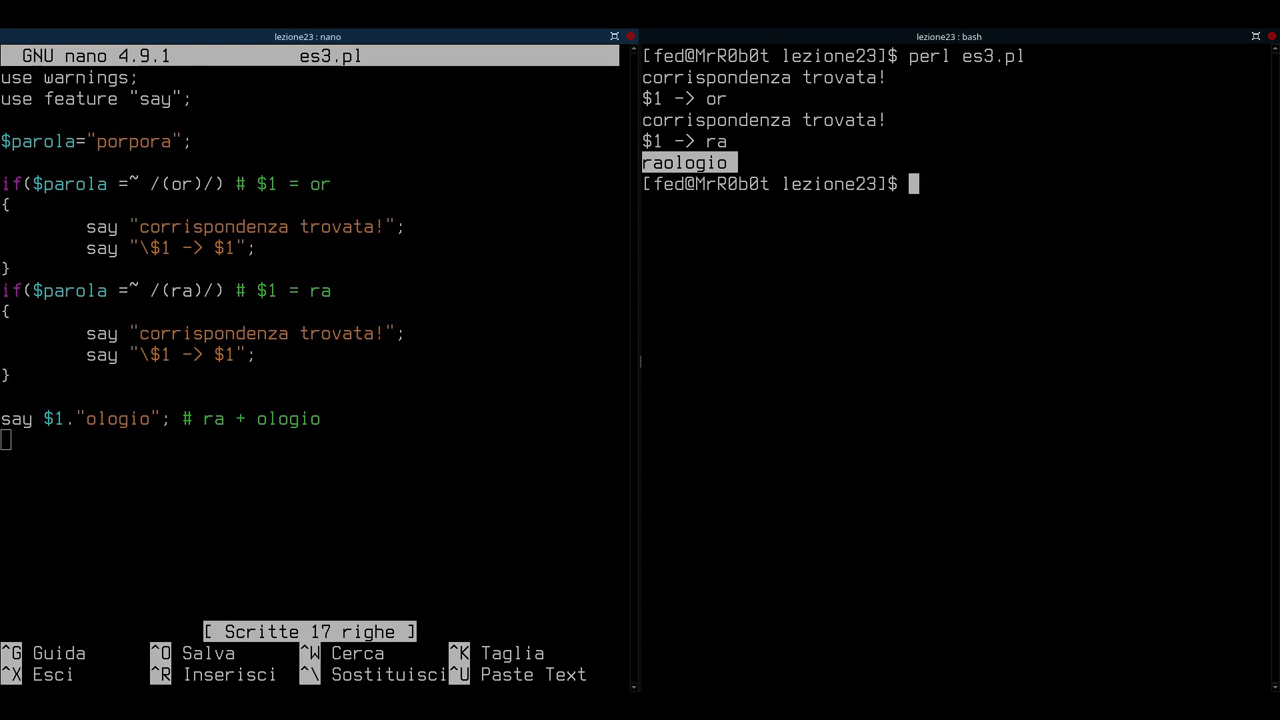 lezione23 : nano
GNU nano 4.9.1 es3.pl
use warnings;
use feature "say";
$parola="porpora";
if($parola =~ /(or)/) # $1 = or
{
say "corrispondenza trovata!";
say "\$1 -> $1";
}
if($parola =~ /(ra)/) # $1 = ra
{
say "corrispondenza trovata!";
say "\$1 -> $1";
}
say $1."ologio"; # ra + ologio
[ Scritte 17 righe ]
^G Guida ^O Salva ^W Cerca ^K Taglia
^X Esci ^R Inserisci ^\ Sostituisci ^U Paste Text
lezione23 : bash
[fed@MrR0b0t lezione23]$ perl es3.pl
corrispondenza trovata!
$1 -> or
corrispondenza trovata!
$1 -> ra
raologio
[fed@MrR0b0t lezione23]$